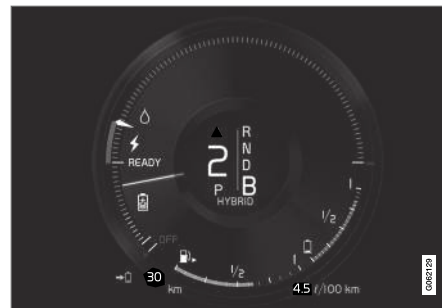 R
N
D
B
2
P
HYBRID
READY
OFF
1
1/2
1/2
1
30 km
4.5 l/100 km
G062129